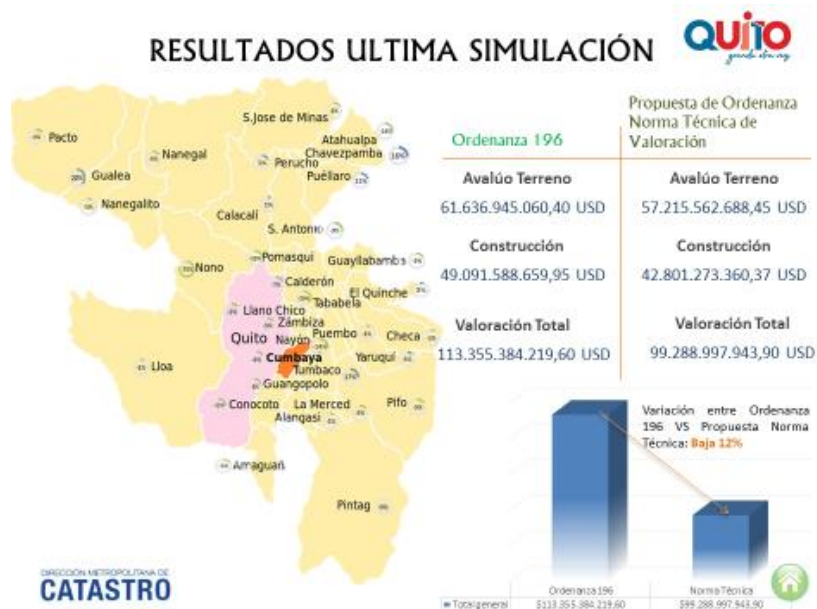 RESULTADOS ULTIMA SIMULACIÓN
QUITO
grande otra vez
Pacto
Gualea
Nanegalito
Nanegal
S.Jose de Minas
Atahualpa
Chavezpamba
Perucho
Puéllaro
Calacalí
S. Antonio
Nono
Pomasqui
Guayllabamba
Calderón
El Quinche
Tababela
Llano Chico
Zámbiza
Quito
Nayón
Puembo
Checa
Cumbaya
Yaruquí
Lloa
Tumbaco
Guangopolo
Conocoto
La Merced
Pifo
Alangasí
Amaguañ
Pintag
Ordenanza 196
Avalúo Terreno
61.636.945.060,40 USD
Construcción
49.091.588.659,95 USD
Valoración Total
113.355.384.219,60 USD
Propuesta de Ordenanza
Norma Técnica de
Valoración
Avalúo Terreno
57.215.562.688,45 USD
Construcción
42.801.273.360,37 USD
Valoración Total
99.288.997.943,90 USD
Variación entre Ordenanza
196 VS Propuesta Norma
Técnica: Baja 12%
Ordenanza 196
Norma Técnica
Total general
$113.355.384.219,60
$99.288.997.943,90
DIRECCIÓN METROPOLITANA DE
CATASTRO